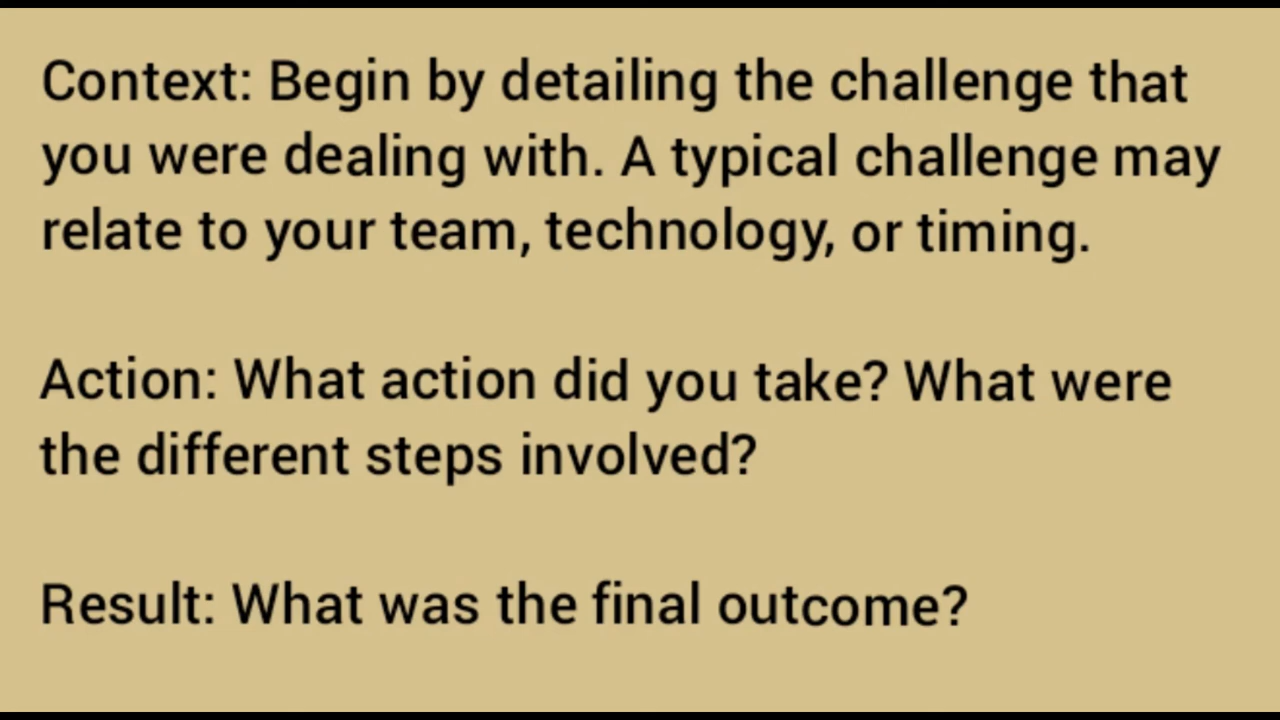 Context: Begin by detailing the challenge that
you were dealing with. A typical challenge may
relate to your team, technology, or timing.
Action: What action did you take? What were
the different steps involved?
Result: What was the final outcome?